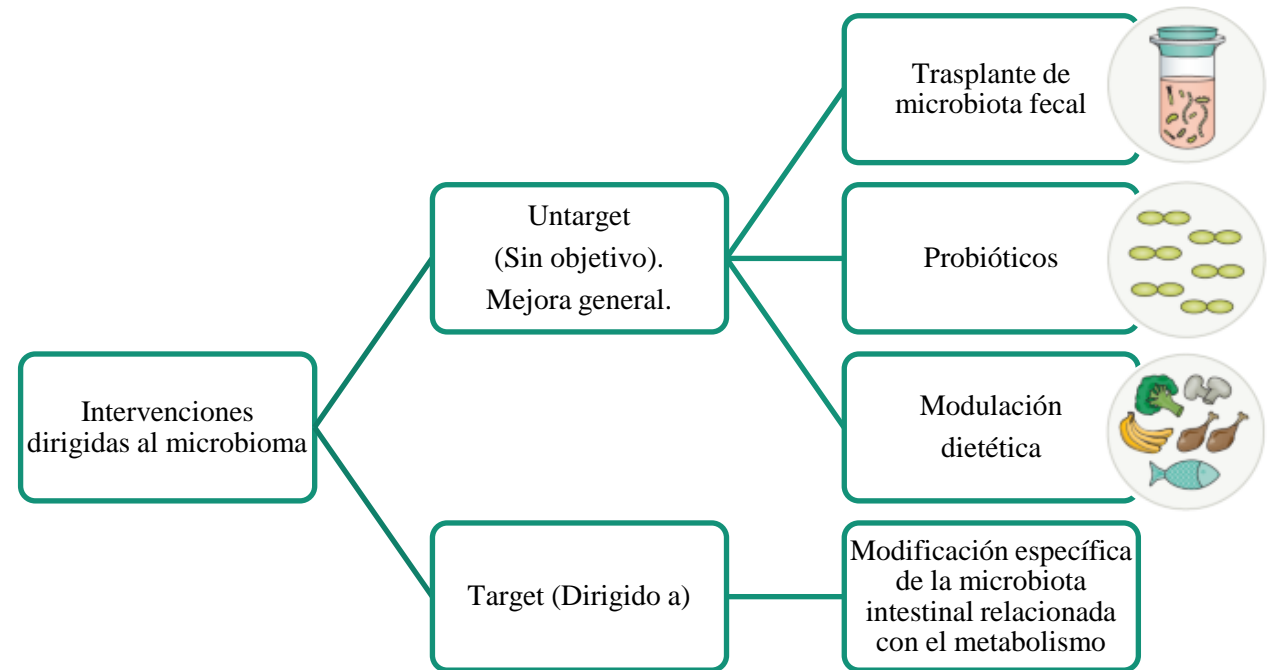 Trasplante de
microbiota fecal
Untarget
(Sin objetivo).
Mejora general.
Probióticos
Intervenciones
dirigidas al microbioma
Modulación
dietética
Target (Dirigido a)
Modificación específica
de la microbiota
intestinal relacionada
con el metabolismo